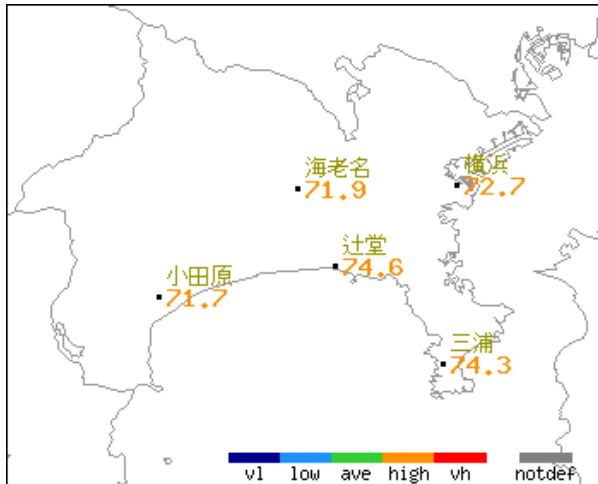 海老名
71.9
横浜
72.7
辻堂
74.6
小田原
71.7
三浦
74.3
vl low ave high vh notdef